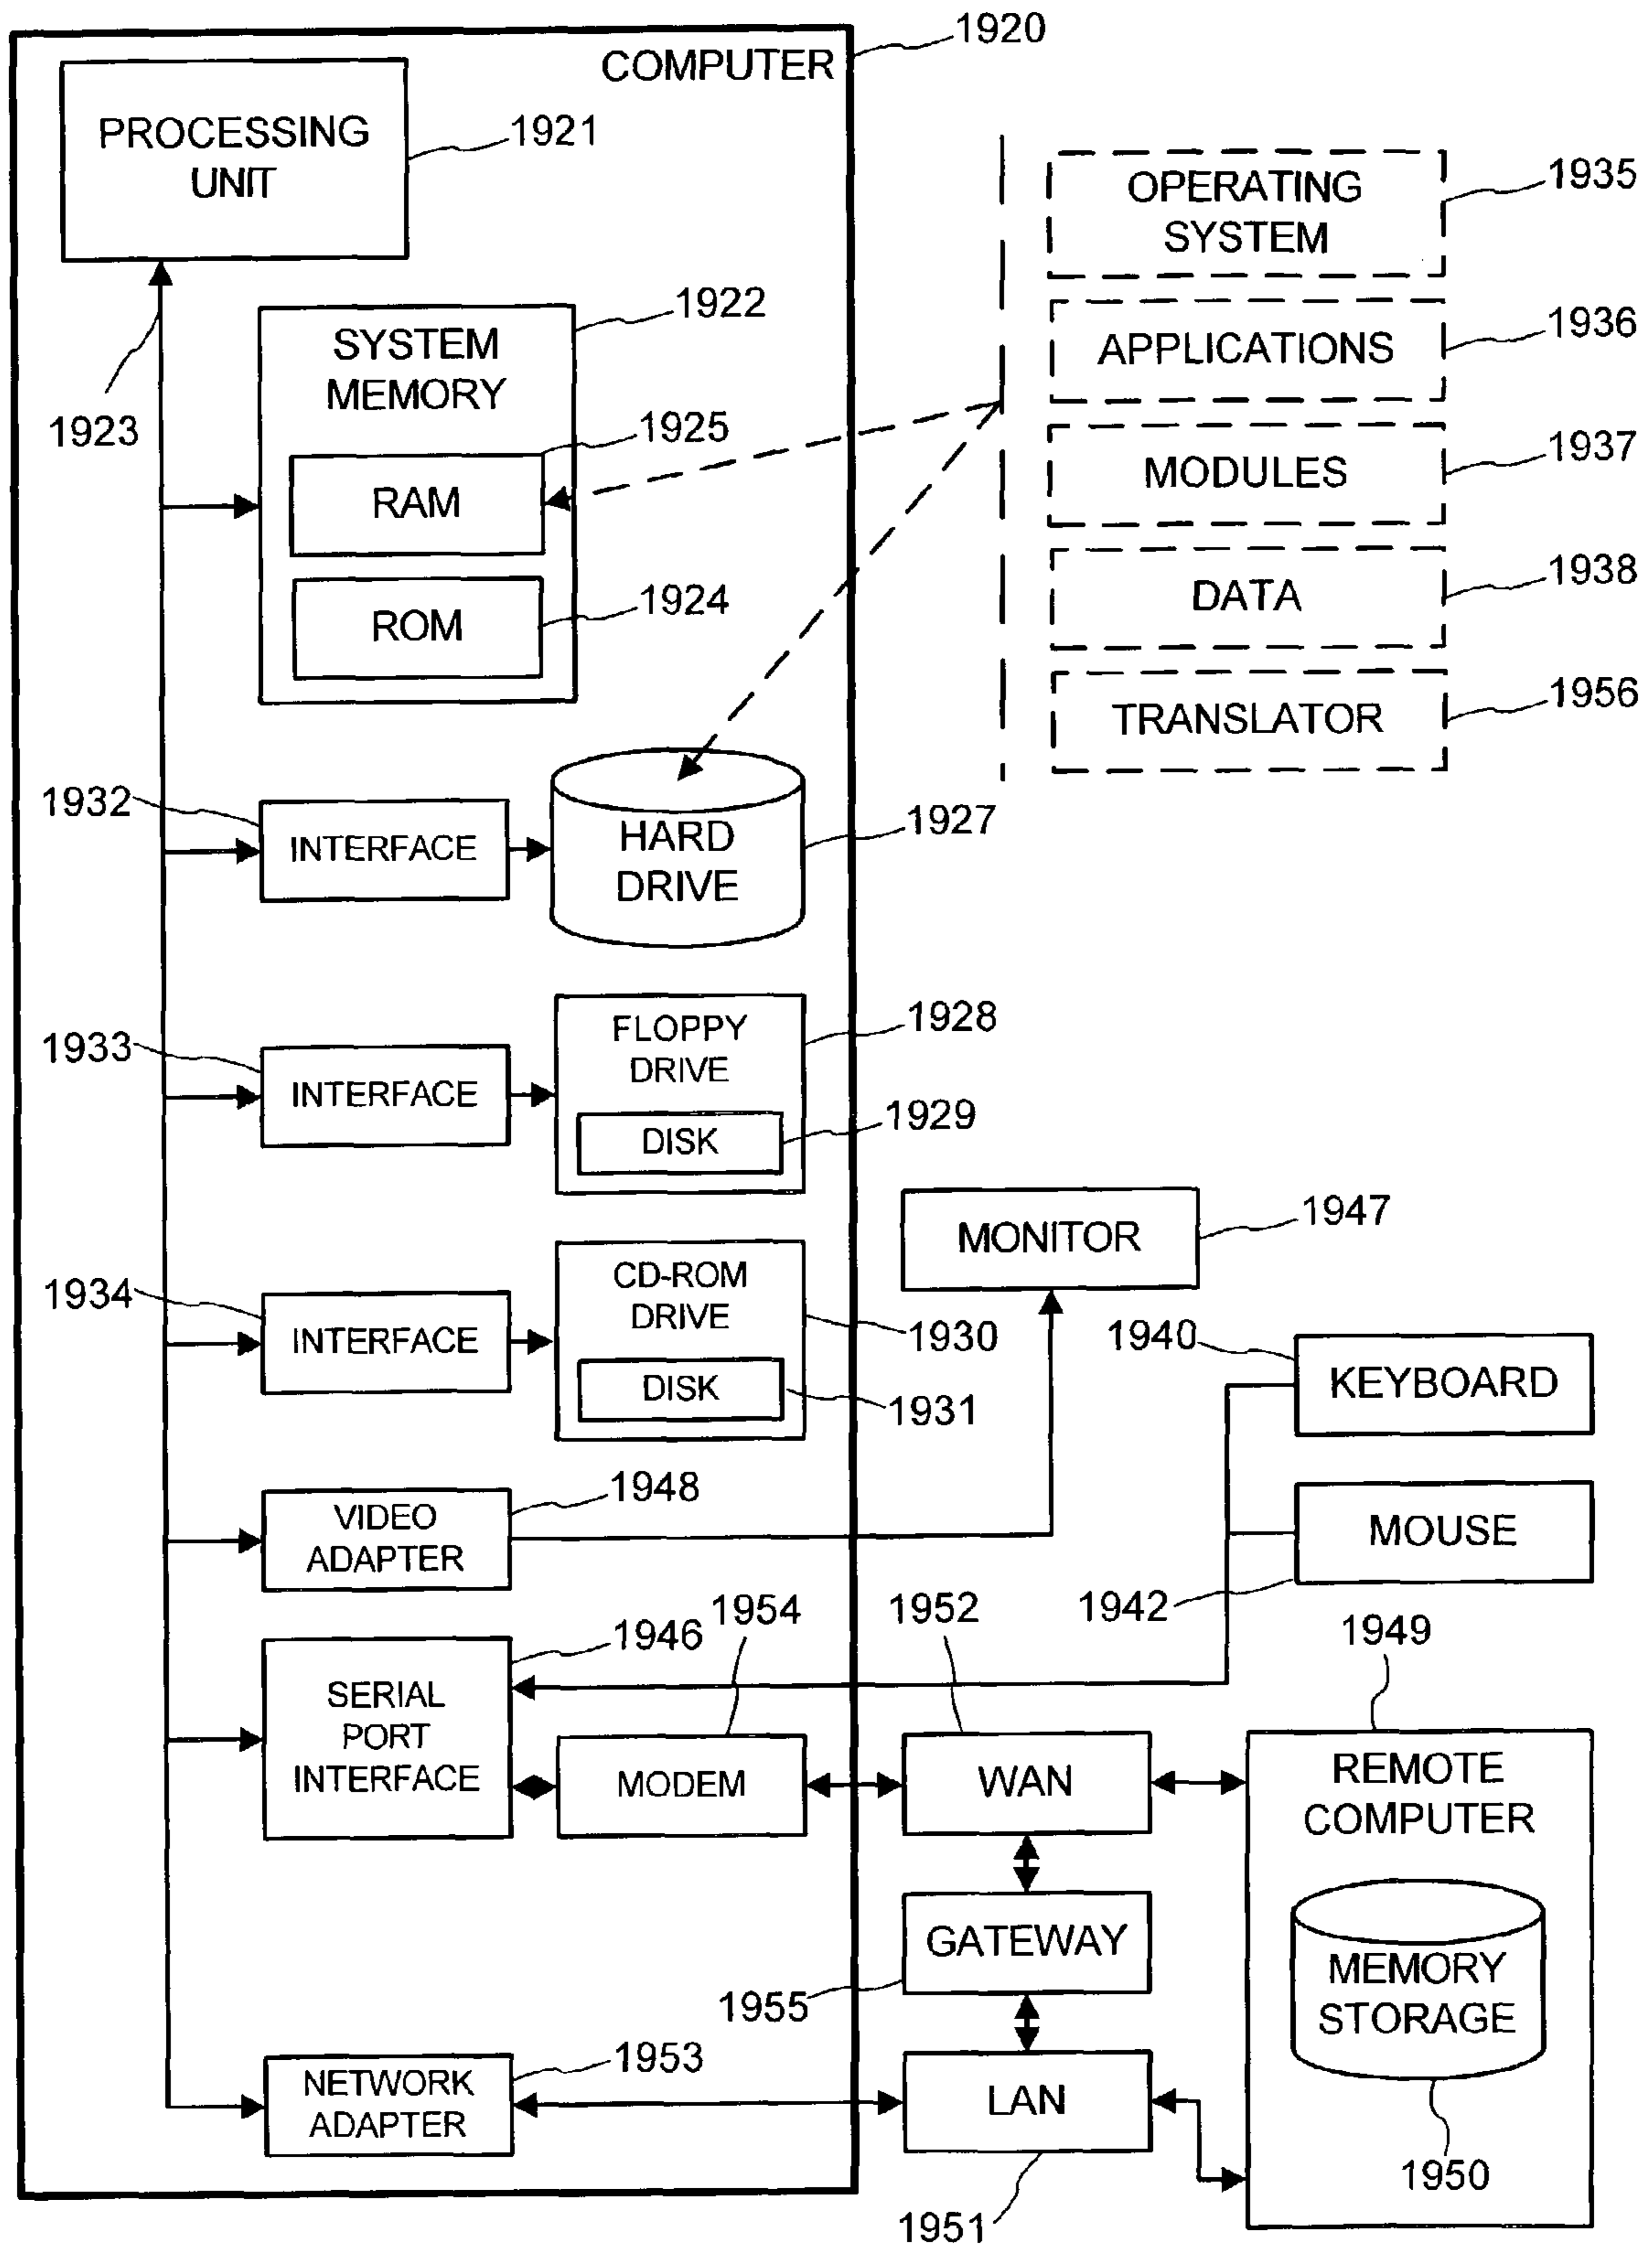 1920
COMPUTER
PROCESSING
UNIT
1921
1935
OPERATING
SYSTEM
1922
SYSTEM
MEMORY
1936
APPLICATIONS
1923
1925
RAM
1937
MODULES
1924
ROM
1938
DATA
1956
TRANSLATOR
1932
INTERFACE
HARD
DRIVE
1927
1933
INTERFACE
FLOPPY
DRIVE
1928
DISK
1929
MONITOR
1947
1934
INTERFACE
CD-ROM
DRIVE
1930
DISK
1931
1940
KEYBOARD
VIDEO
ADAPTER
1948
MOUSE
1942
1946
SERIAL
PORT
INTERFACE
1954
MODEM
1952
WAN
1949
REMOTE
COMPUTER
GATEWAY
1955
MEMORY
STORAGE
1950
NETWORK
ADAPTER
1953
LAN
1951